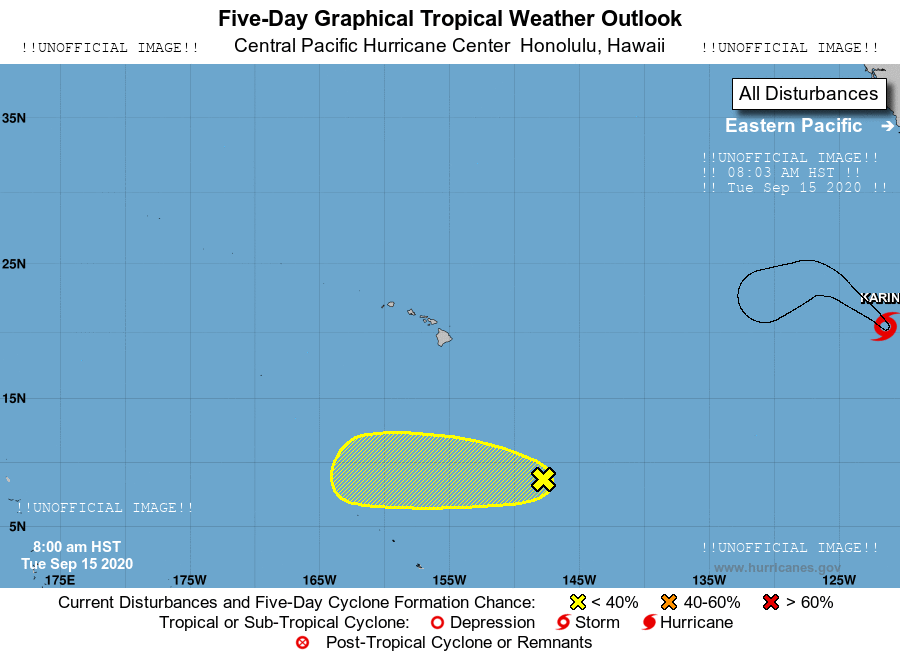 Five-Day Graphical Tropical Weather Outlook
!!UNOFFICIAL IMAGE!! Central Pacific Hurricane Center Honolulu, Hawaii !!UNOFFICIAL IMAGE!!
All Disturbances
35N
Eastern Pacific
!!UNOFFICIAL IMAGE!!
!! 08:03 AM HST !!
!! Tue Sep 15 2020 !!
25N
KARIN
15N
!!UNOFFICIAL IMAGE!!
5N
8:00 am HST
Tue Sep 15 2020
!!UNOFFICIAL IMAGE!!
www.hurricanes.gov
175E 175W 165W 155W 145W 135W 125W
Current Disturbances and Five-Day Cyclone Formation Chance: < 40% 40-60% > 60%
Tropical or Sub-Tropical Cyclone: Depression Storm Hurricane
Post-Tropical Cyclone or Remnants